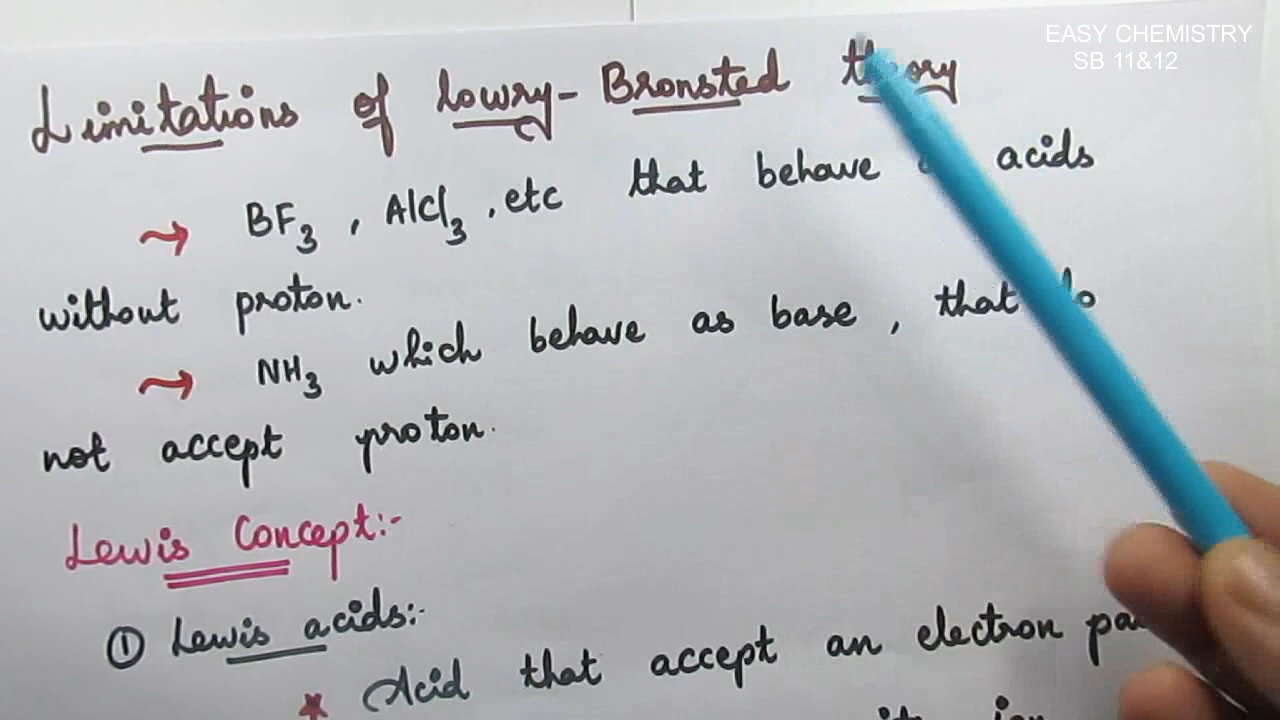 EASY CHEMISTRY
SB 11&12
Limitations of Lowry-Bronsted theory
→ BF3, AlCl3, etc that behave acids
without proton.
→ NH3 which behave as base, that do
not accept proton.
Lewis Concept:-
① Lewis acids:-
* Acid that accept an electron